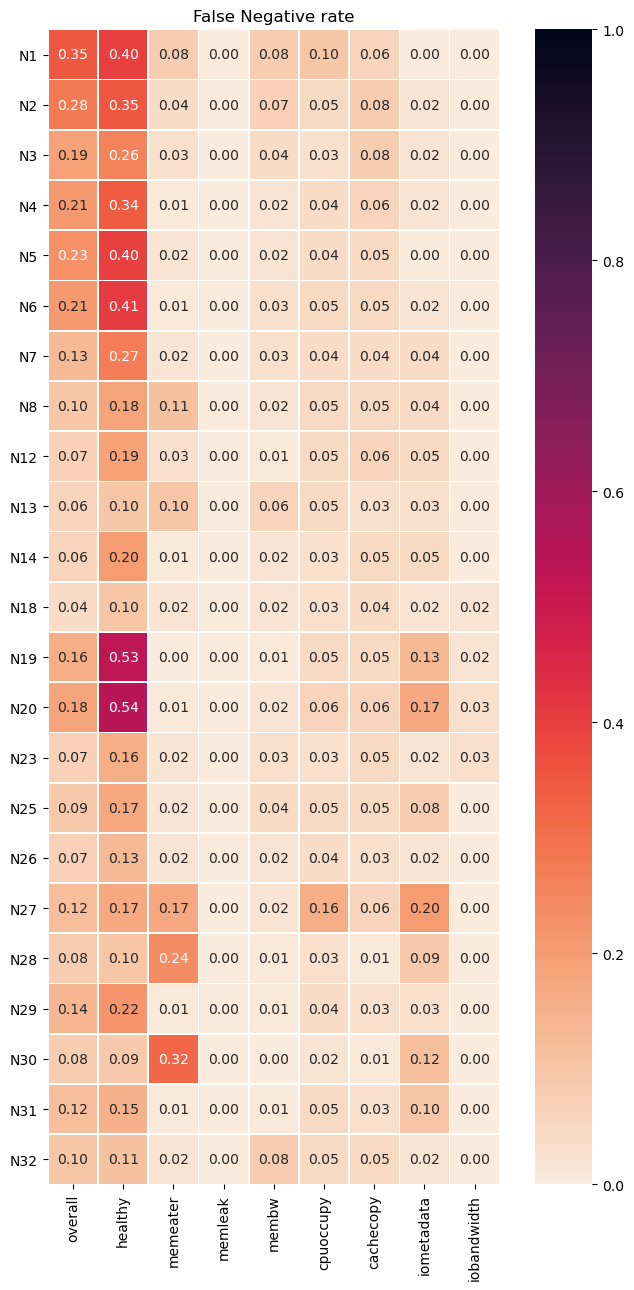 False Negative rate
N1 0.35 0.40 0.08 0.00 0.08 0.10 0.06 0.00 0.00
N2 0.28 0.35 0.04 0.00 0.07 0.05 0.08 0.02 0.00
N3 0.19 0.26 0.03 0.00 0.04 0.03 0.08 0.02 0.00
N4 0.21 0.34 0.01 0.00 0.02 0.04 0.06 0.02 0.00
N5 0.23 0.40 0.02 0.00 0.02 0.04 0.05 0.00 0.00
N6 0.21 0.41 0.01 0.00 0.03 0.05 0.05 0.02 0.00
N7 0.13 0.27 0.02 0.00 0.03 0.04 0.04 0.04 0.00
N8 0.10 0.18 0.11 0.00 0.02 0.05 0.05 0.04 0.00
N12 0.07 0.19 0.03 0.00 0.01 0.05 0.06 0.05 0.00
N13 0.06 0.10 0.10 0.00 0.06 0.05 0.03 0.03 0.00
N14 0.06 0.20 0.01 0.00 0.02 0.03 0.05 0.05 0.00
N18 0.04 0.10 0.02 0.00 0.02 0.03 0.04 0.02 0.02
N19 0.16 0.53 0.00 0.00 0.01 0.05 0.05 0.13 0.02
N20 0.18 0.54 0.01 0.00 0.02 0.06 0.06 0.17 0.03
N23 0.07 0.16 0.02 0.00 0.03 0.03 0.05 0.02 0.03
N25 0.09 0.17 0.02 0.00 0.04 0.05 0.05 0.08 0.00
N26 0.07 0.13 0.02 0.00 0.02 0.04 0.03 0.02 0.00
N27 0.12 0.17 0.17 0.00 0.02 0.16 0.06 0.20 0.00
N28 0.08 0.10 0.24 0.00 0.01 0.03 0.01 0.09 0.00
N29 0.14 0.22 0.01 0.00 0.01 0.04 0.03 0.03 0.00
N30 0.08 0.09 0.32 0.00 0.00 0.02 0.01 0.12 0.00
N31 0.12 0.15 0.01 0.00 0.01 0.05 0.03 0.10 0.00
N32 0.10 0.11 0.02 0.00 0.08 0.05 0.05 0.02 0.00
overall healthy memeater memleak membw cpuoccupy cachecopy iometadata iobandwidth
1.0
0.8
0.6
0.4
0.2
0.0